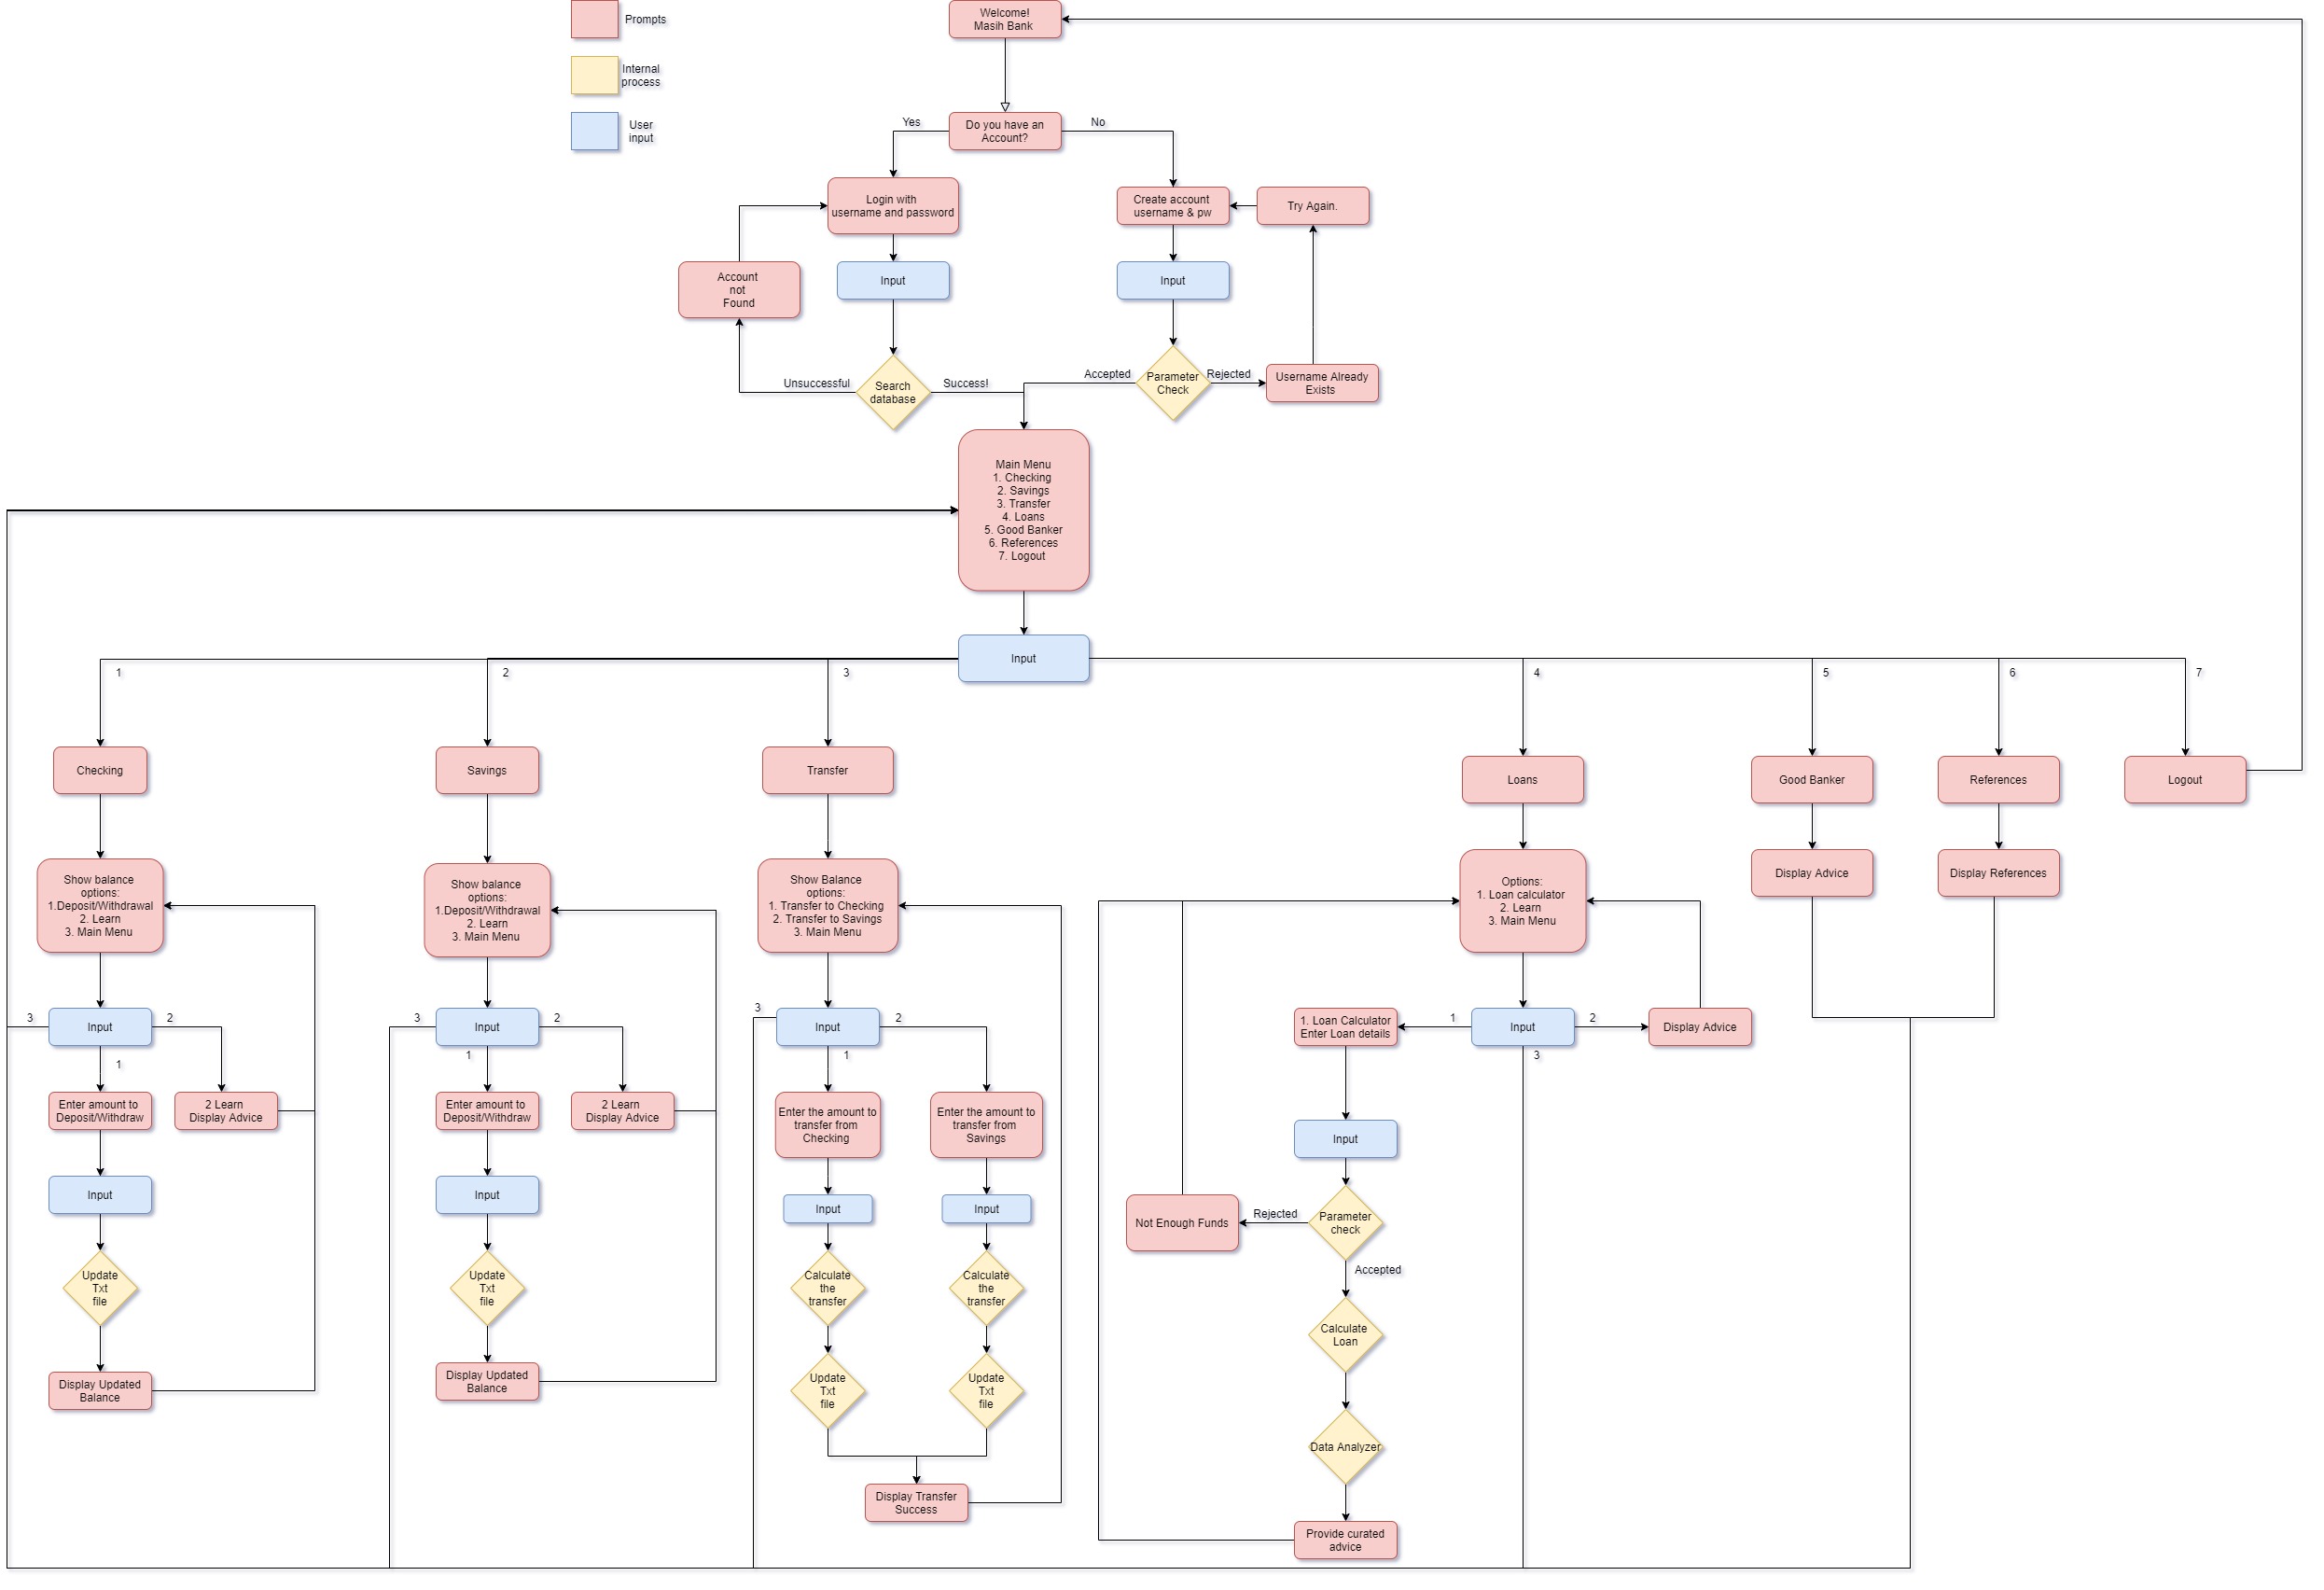 Prompts
Internal
process
User
input
Welcome!
Masih Bank
Do you have an
Account?
Yes
No
Login with
username and password
Create account
username & pw
Try Again.
Account
not
Found
Input
Input
Unsuccessful
Search
database
Success!
Accepted
Parameter
Check
Rejected
Username Already
Exists
Main Menu
1. Checking
2. Savings
3. Transfer
4. Loans
5. Good Banker
6. References
7. Logout
Input
1
2
3
4
5
6
7
Checking
Savings
Transfer
Loans
Good Banker
References
Logout
Show balance
options:
1.Deposit/Withdrawal
2. Learn
3. Main Menu
Show balance
options:
1.Deposit/Withdrawal
2. Learn
3. Main Menu
Show Balance
options:
1. Transfer to Checking
2. Transfer to Savings
3. Main Menu
Options:
1. Loan calculator
2. Learn
3. Main Menu
Display Advice
Display References
3
Input
2
1
3
Input
2
1
3
Input
2
1
1. Loan Calculator
Enter Loan details
1
Input
2
3
Display Advice
Enter amount to
Deposit/Withdraw
2 Learn
Display Advice
Enter amount to
Deposit/Withdraw
2 Learn
Display Advice
Enter the amount to
transfer from
Checking
Enter the amount to
transfer from
Savings
Input
Input
Input
Input
Input
Not Enough Funds
Rejected
Parameter
check
Accepted
Update
Txt
file
Update
Txt
file
Calculate
the
transfer
Calculate
the
transfer
Calculate
Loan
Display Updated
Balance
Display Updated
Balance
Update
Txt
file
Update
Txt
file
Data Analyzer
Display Transfer
Success
Provide curated
advice